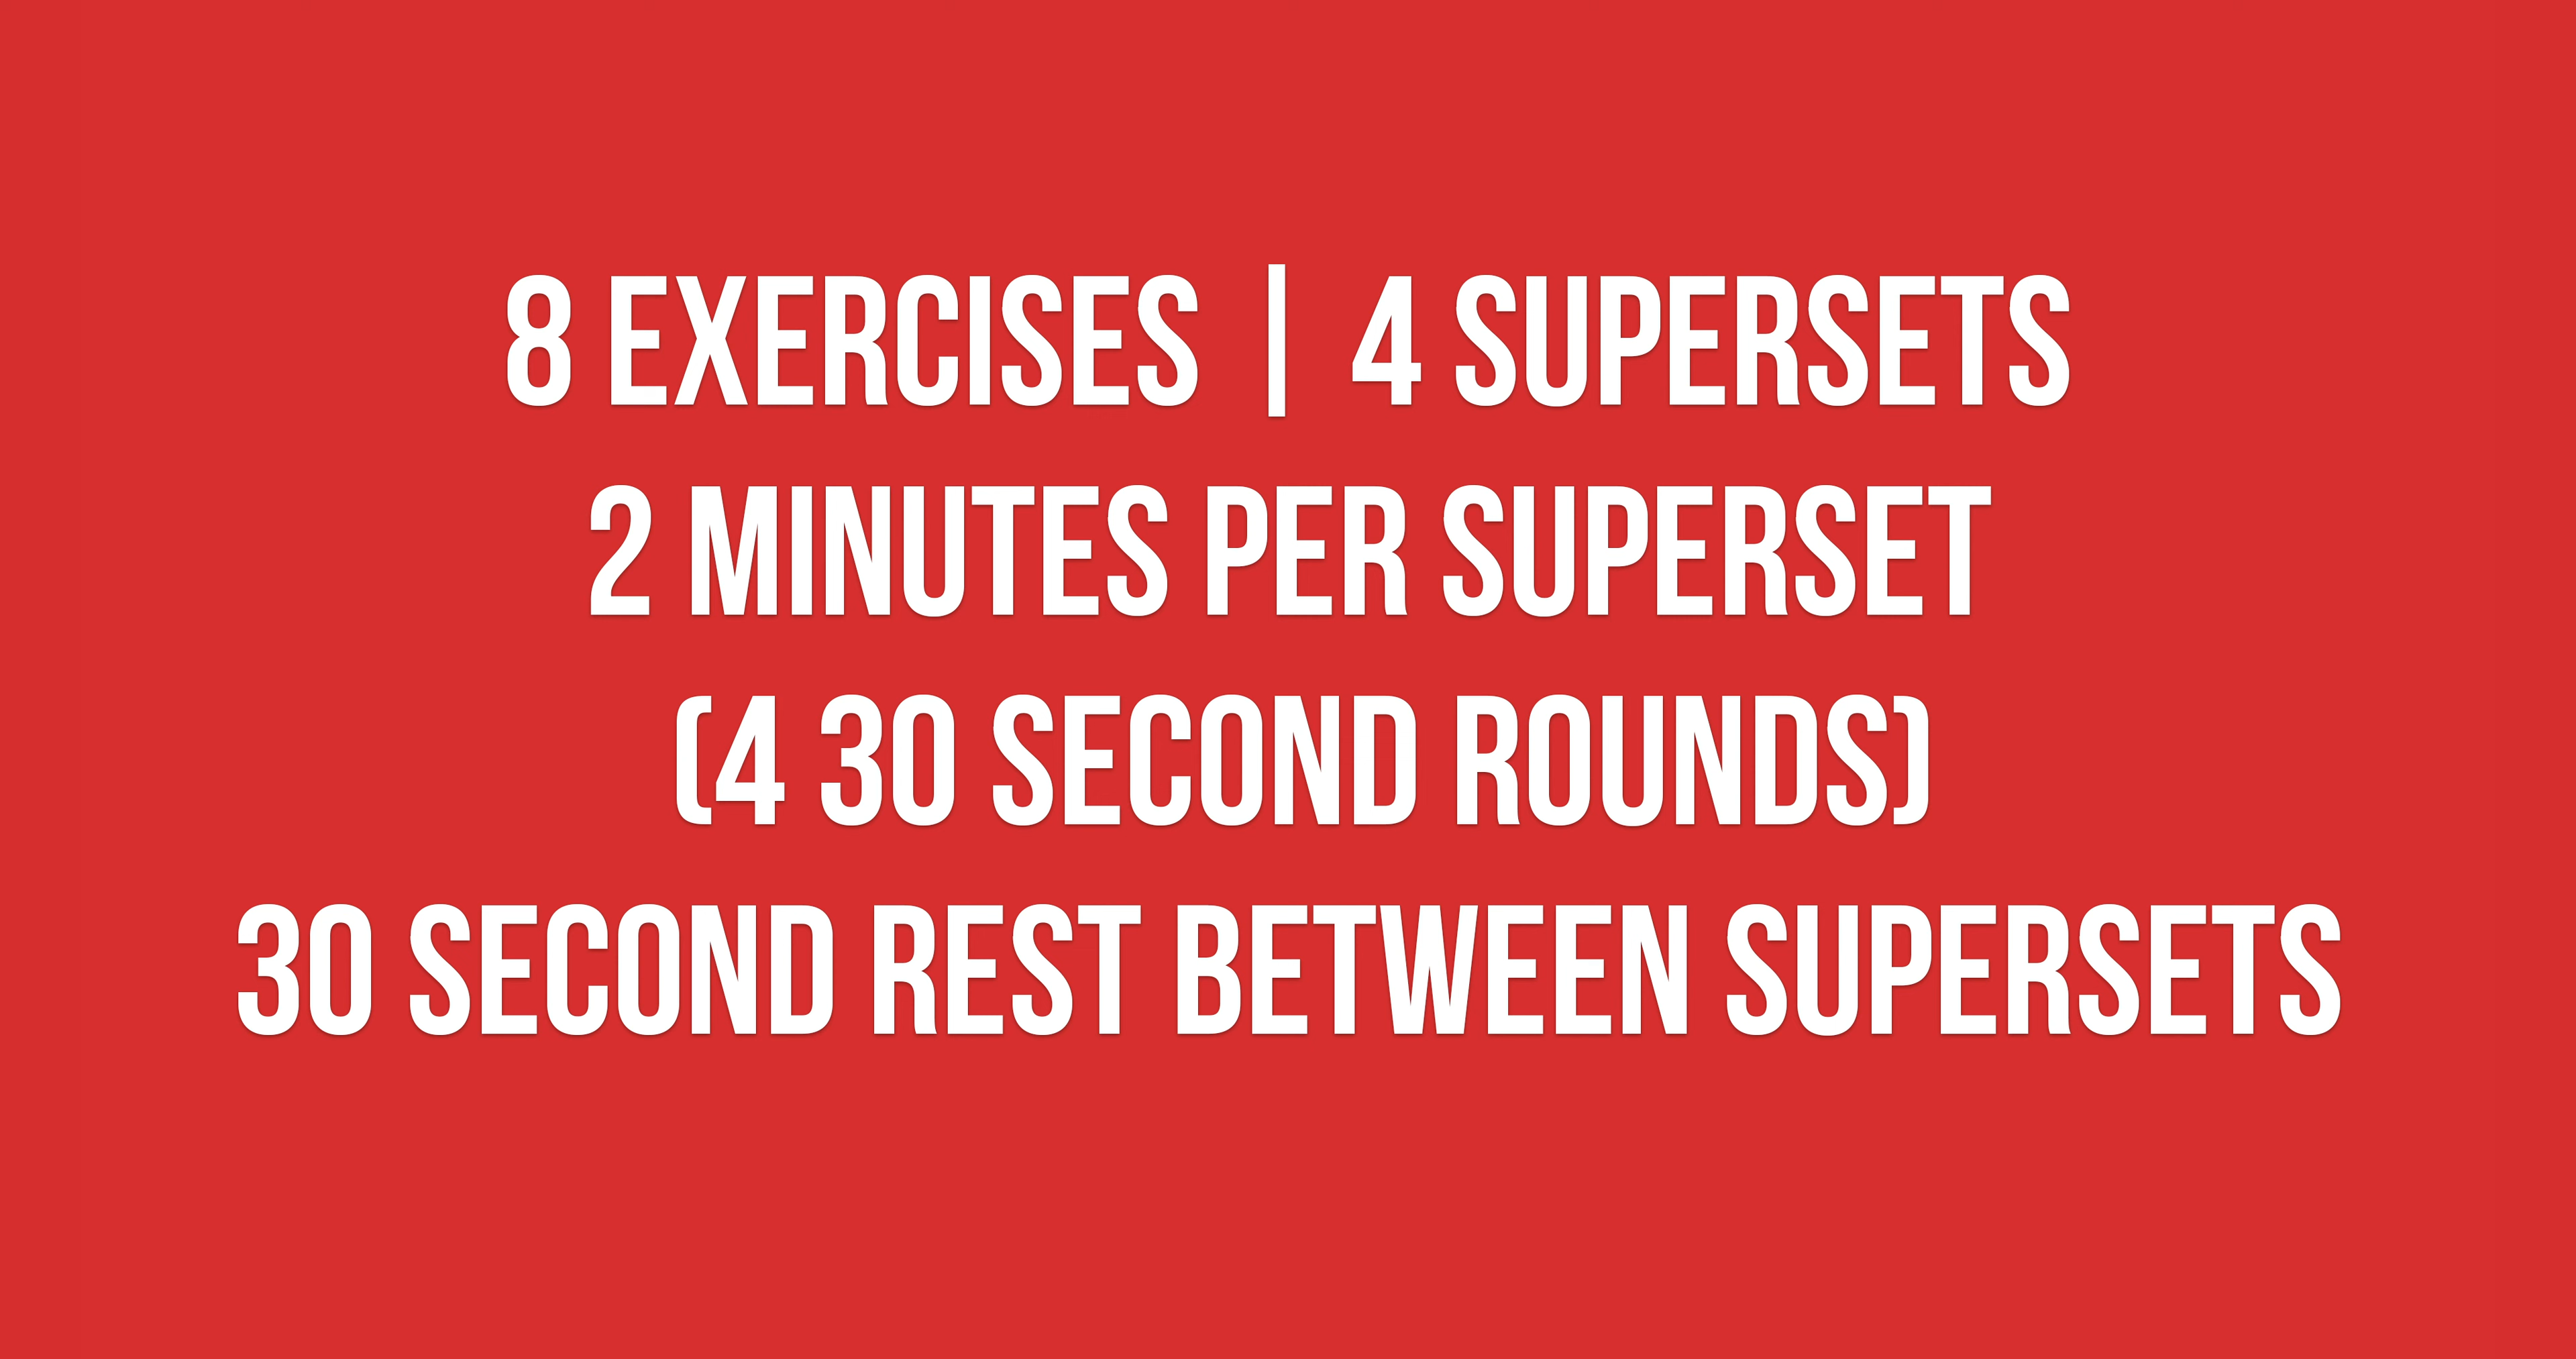 8 EXERCISES | 4 SUPERSETS
2 MINUTES PER SUPERSET
(4 30 SECOND ROUNDS)
30 SECOND REST BETWEEN SUPERSETS